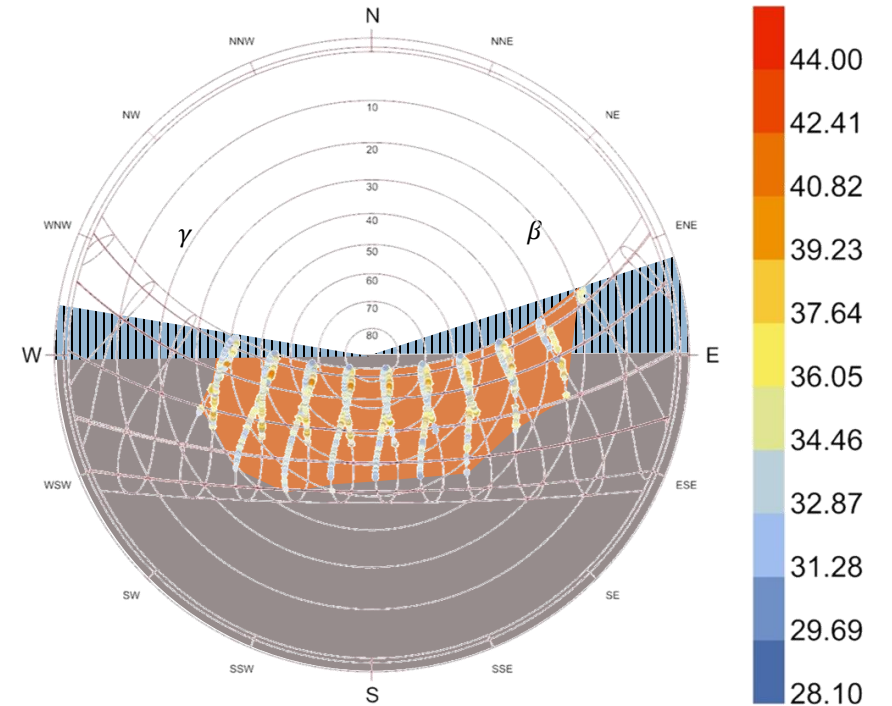 N
NNW
NNE
NW
NE
10
20
30
γ
β
WNW
ENE
40
50
60
70
80
W
E
WSW
ESE
SW
SE
SSW
SSE
S
44.00
42.41
40.82
39.23
37.64
36.05
34.46
32.87
31.28
29.69
28.10